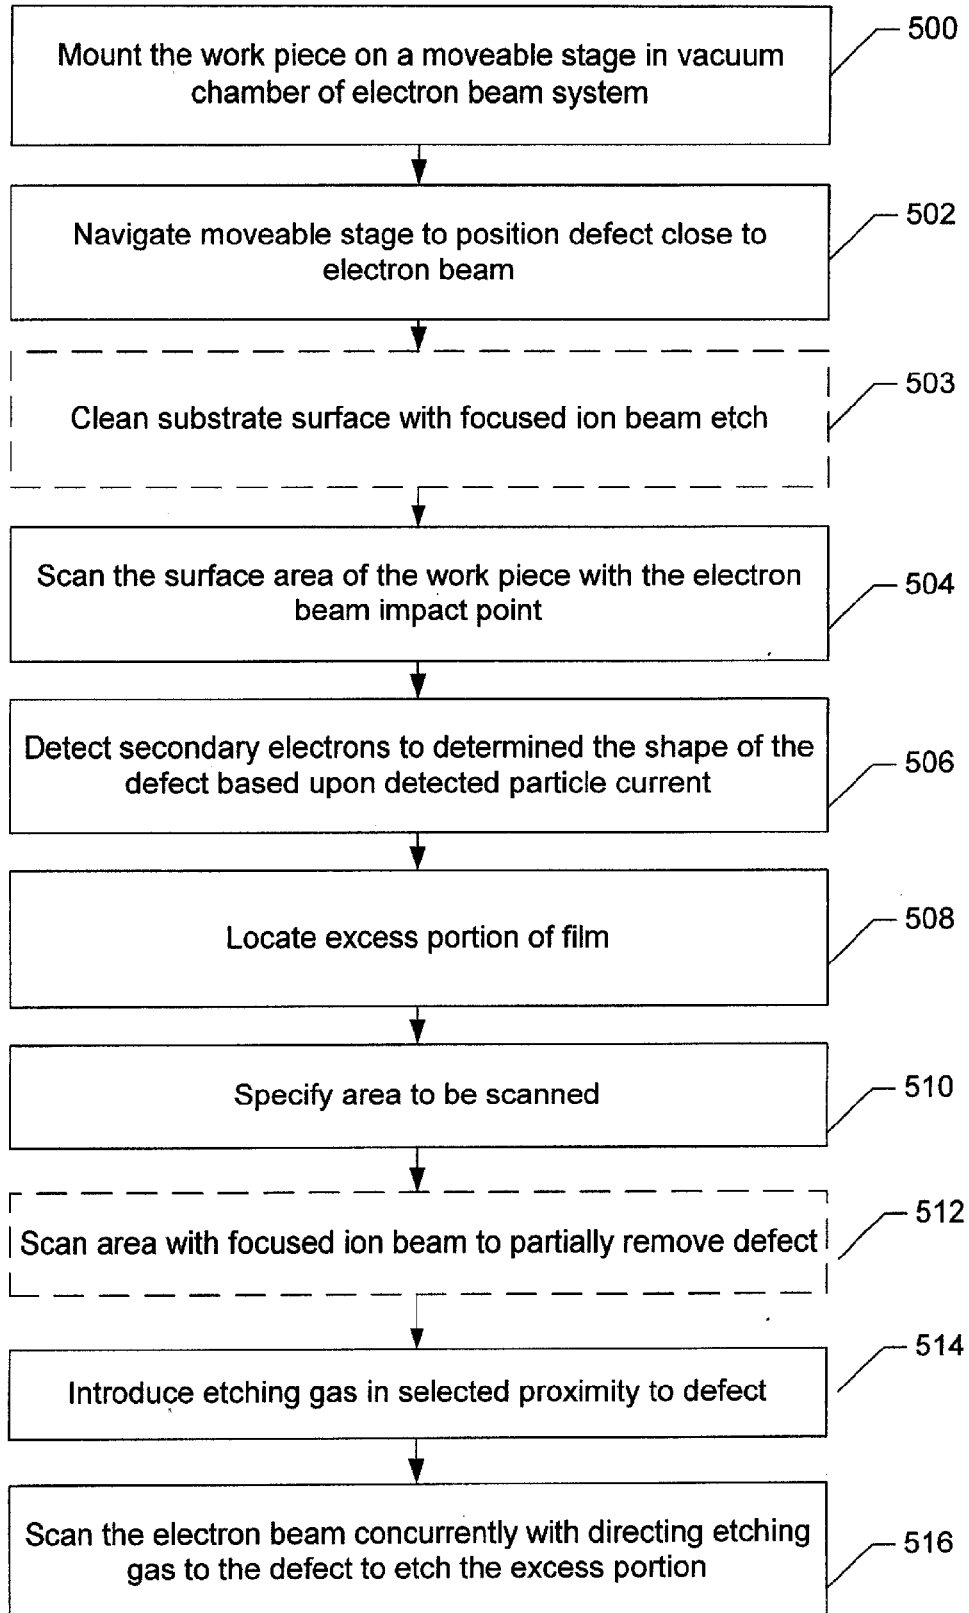 Mount the work piece on a moveable stage in vacuum
chamber of electron beam system
500
Navigate moveable stage to position defect close to
electron beam
502
Clean substrate surface with focused ion beam etch
503
Scan the surface area of the work piece with the electron
beam impact point
504
Detect secondary electrons to determined the shape of the
defect based upon detected particle current
506
Locate excess portion of film
508
Specify area to be scanned
510
Scan area with focused ion beam to partially remove defect
512
Introduce etching gas in selected proximity to defect
514
Scan the electron beam concurrently with directing etching
gas to the defect to etch the excess portion
516